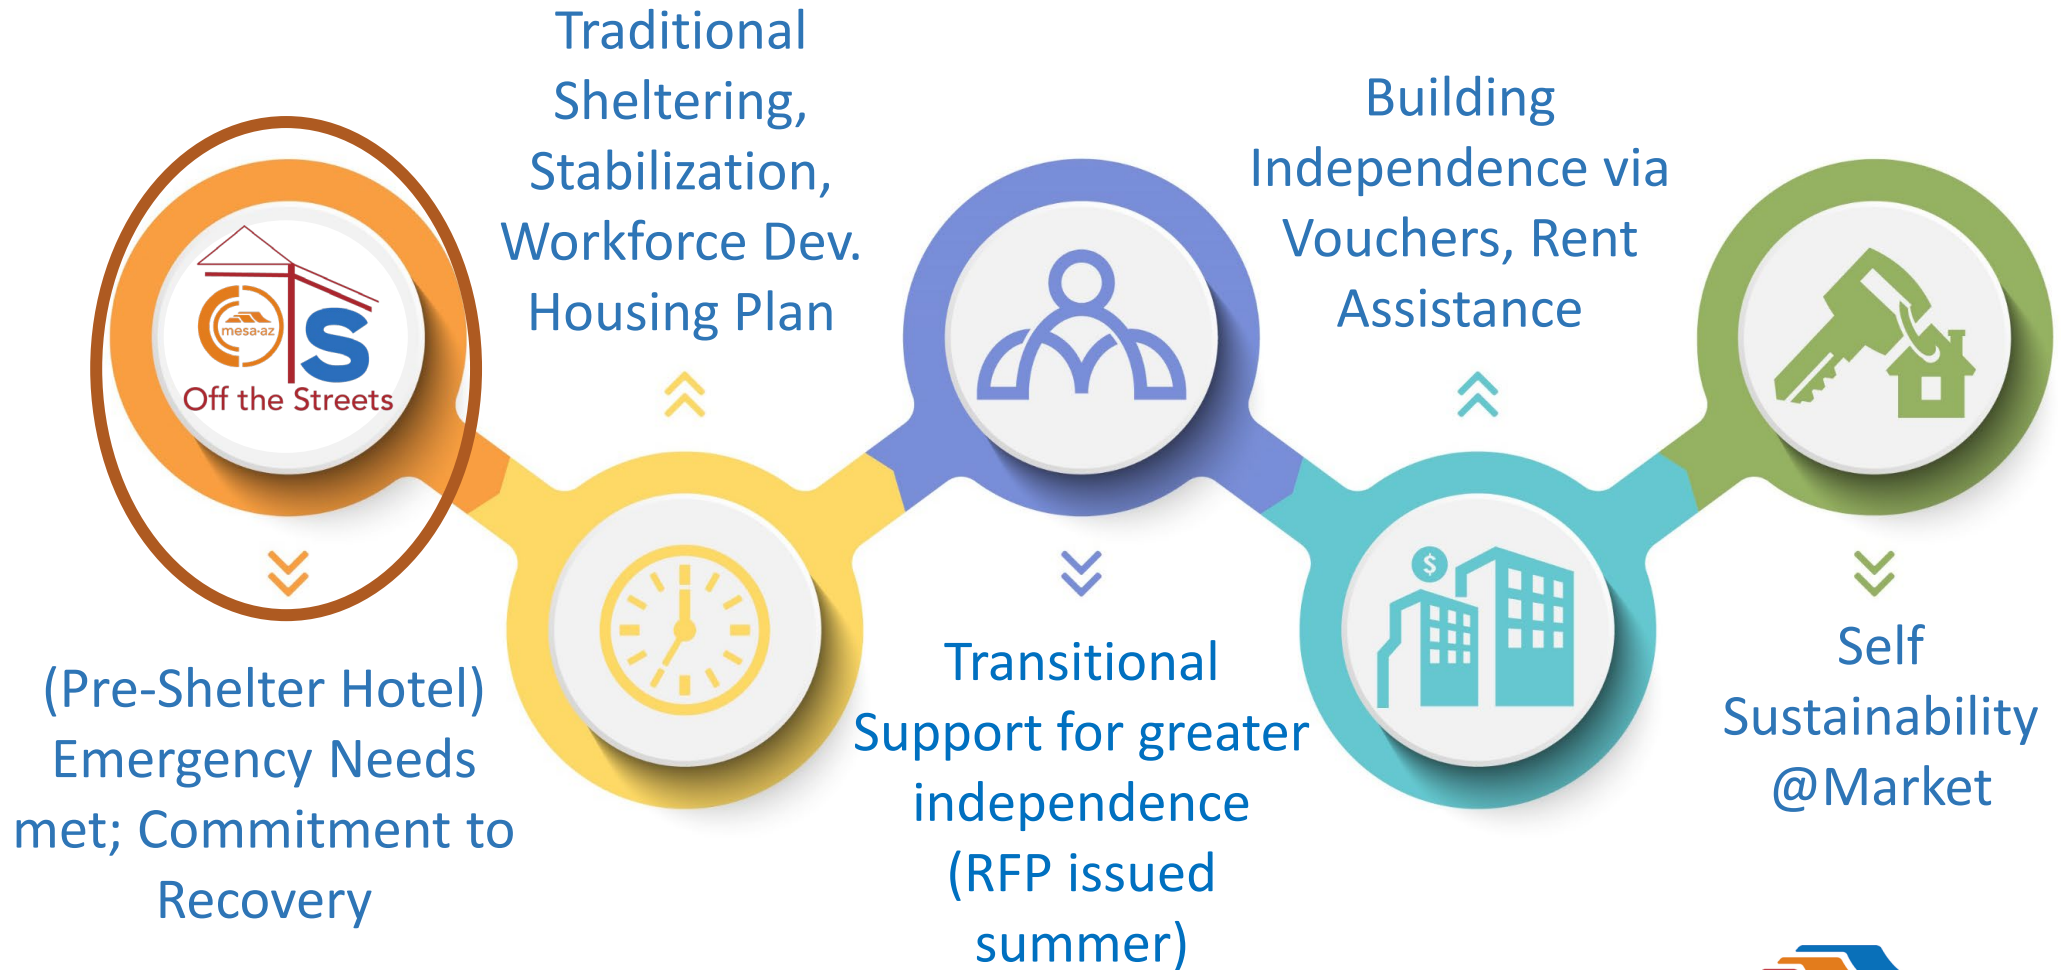 Traditional
Sheltering,
Stabilization,
Workforce Dev.
Housing Plan
Building
Independence via
Vouchers, Rent
Assistance
mesa·az
OTS
Off the Streets
$
(Pre-Shelter Hotel)
Emergency Needs
met; Commitment to
Recovery
Transitional
Support for greater
independence
(RFP issued
summer)
Self
Sustainability
@Market